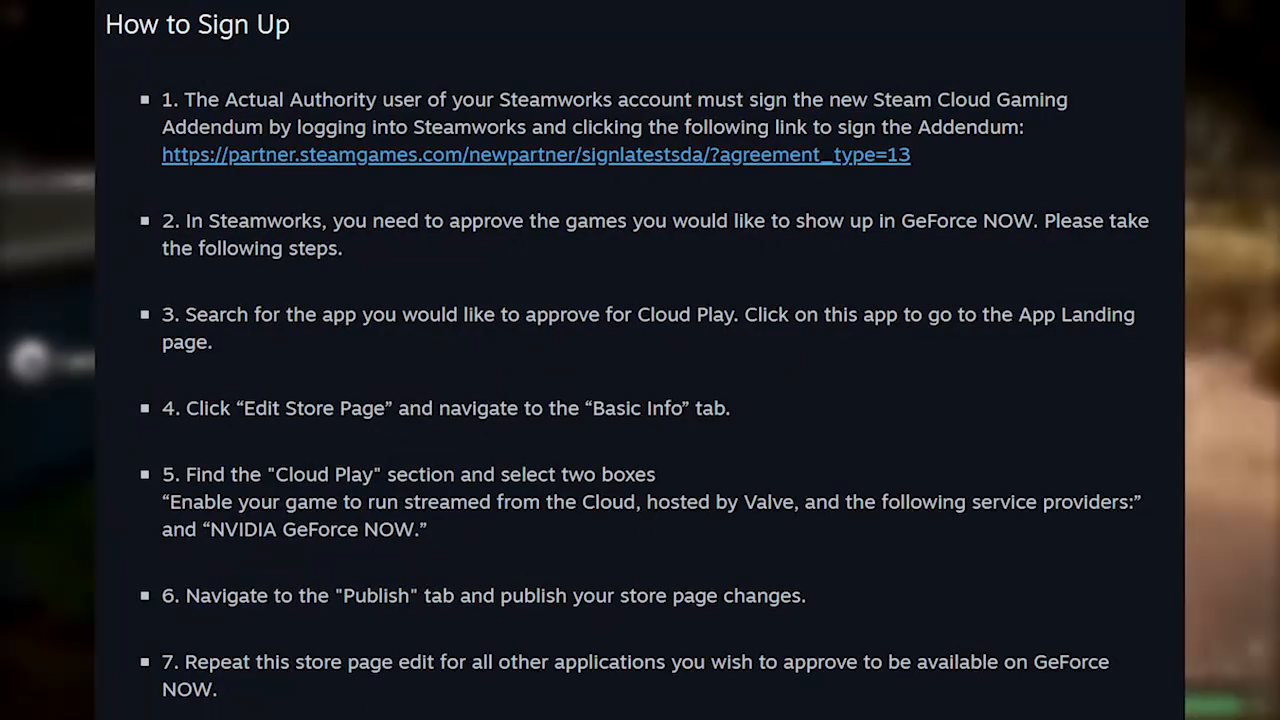 How to Sign Up
▪ 1. The Actual Authority user of your Steamworks account must sign the new Steam Cloud Gaming
Addendum by logging into Steamworks and clicking the following link to sign the Addendum:
https://partner.steamgames.com/newpartner/signlatestsda/?agreement_type=13
▪ 2. In Steamworks, you need to approve the games you would like to show up in GeForce NOW. Please take
the following steps.
▪ 3. Search for the app you would like to approve for Cloud Play. Click on this app to go to the App Landing
page.
▪ 4. Click “Edit Store Page” and navigate to the “Basic Info” tab.
▪ 5. Find the "Cloud Play" section and select two boxes
“Enable your game to run streamed from the Cloud, hosted by Valve, and the following service providers:”
and “NVIDIA GeForce NOW.”
▪ 6. Navigate to the "Publish" tab and publish your store page changes.
▪ 7. Repeat this store page edit for all other applications you wish to approve to be available on GeForce
NOW.